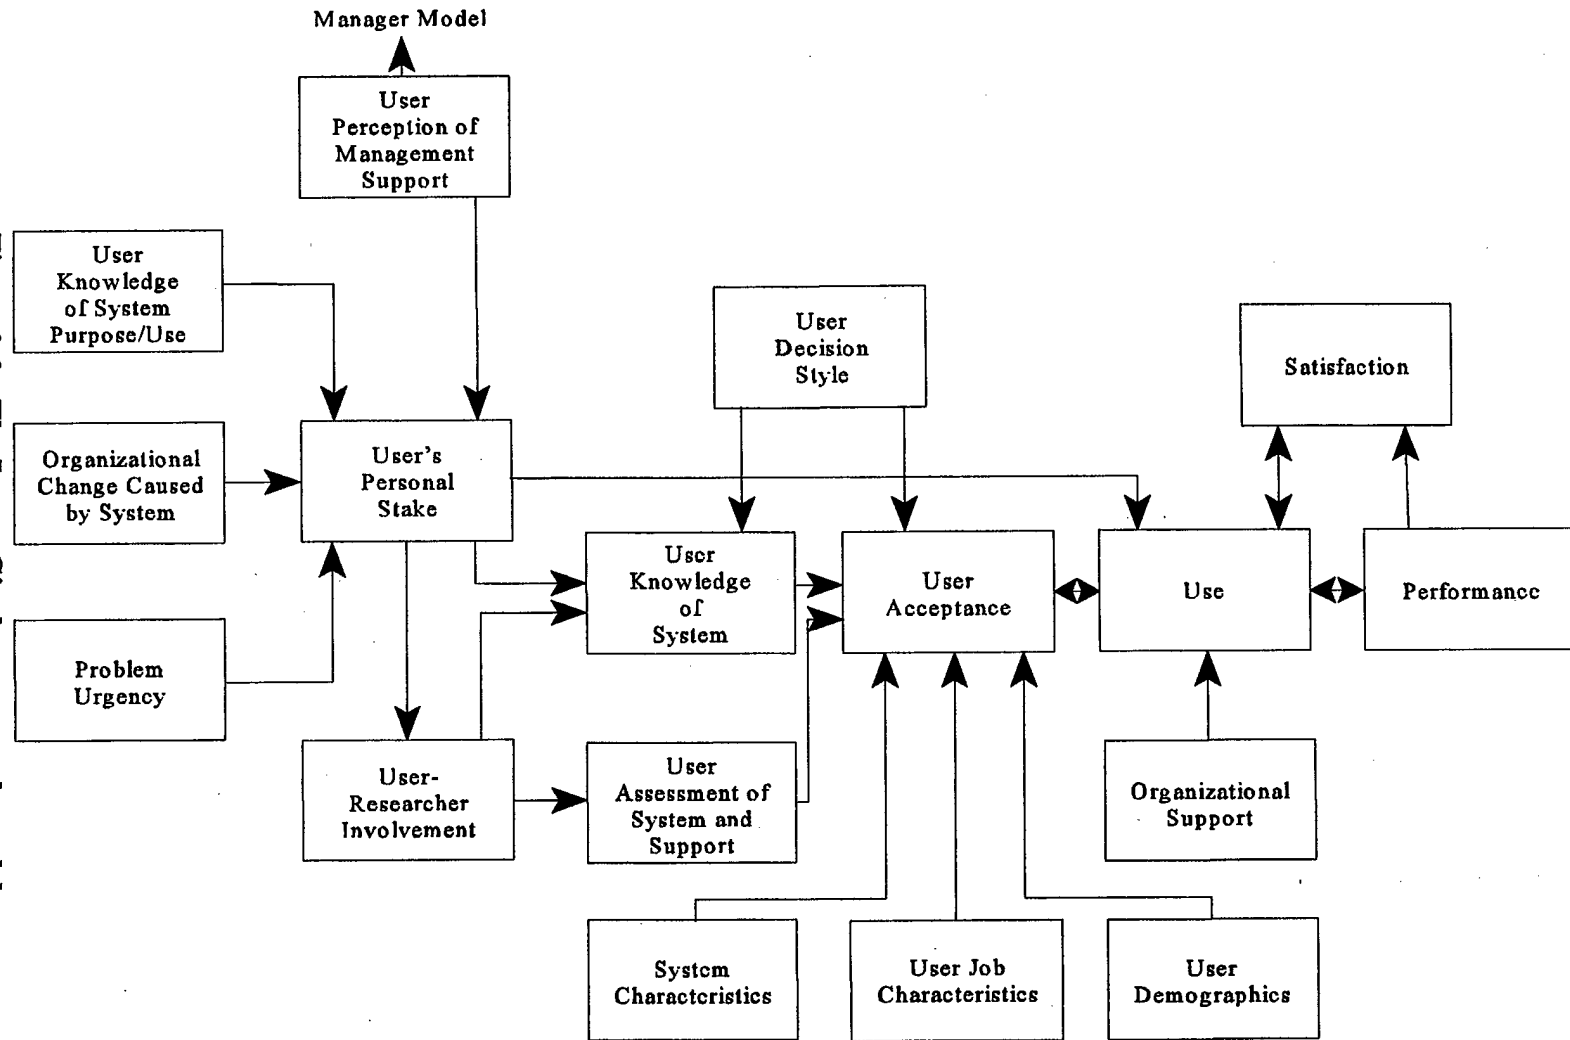 Manager Model
User
Perception of
Management
Support
User
Knowledge
of System
Purpose/Use
User
Decision
Style
Satisfaction
Organizational
Change Caused
by System
User's
Personal
Stake
User
Knowledge
of
System
User
Acceptance
Use
Performance
Problem
Urgency
User-
Researcher
Involvement
User
Assessment of
System and
Support
Organizational
Support
System
Characteristics
User Job
Characteristics
User
Demographics